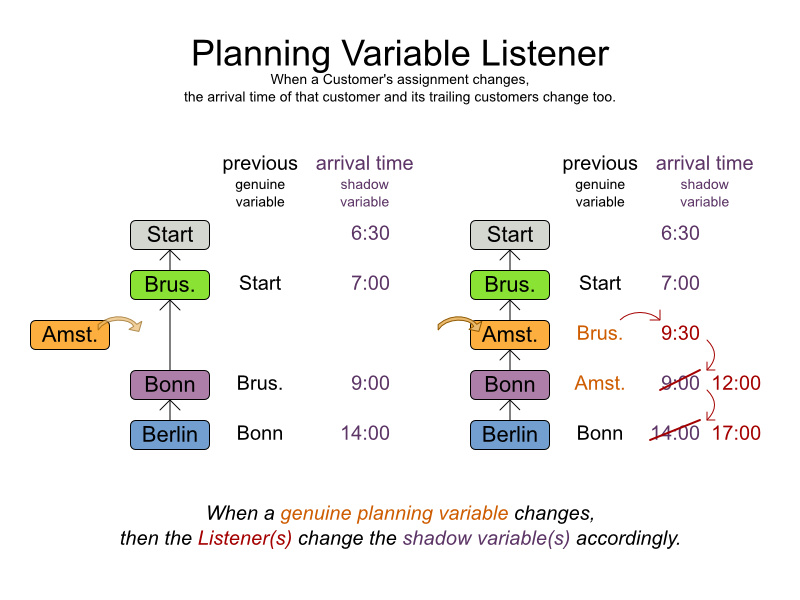 Planning Variable Listener
When a Customer's assignment changes,
the arrival time of that customer and its trailing customers change too.
previous arrival time
genuine shadow
variable variable
Start 6:30
Brus. Start 7:00
Amst.
Bonn Brus. 9:00
Berlin Bonn 14:00
previous arrival time
genuine shadow
variable variable
Start 6:30
Brus. Start 7:00
Amst. Brus. 9:30
Bonn Amst. 9:00 12:00
Berlin Bonn 14:00 17:00
When a genuine planning variable changes,
then the Listener(s) change the shadow variable(s) accordingly.